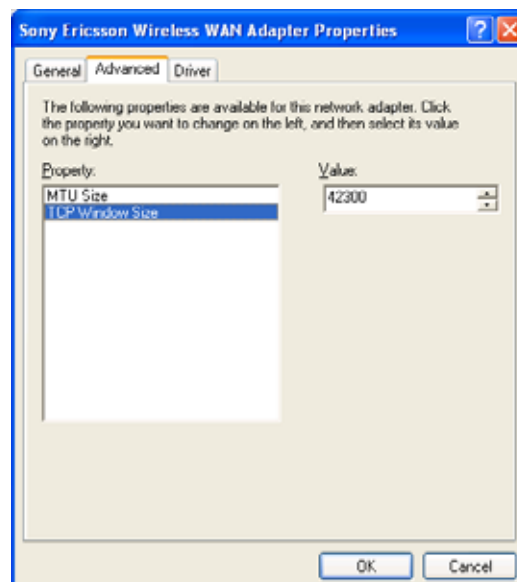 Sony Ericsson Wireless WAN Adapter Properties
General Advanced Driver
The following properties are available for this network adapter. Click
the property you want to change on the left, and then select its value
on the right.
Property: Value:
MTU Size 42300
TCP Window Size
OK Cancel